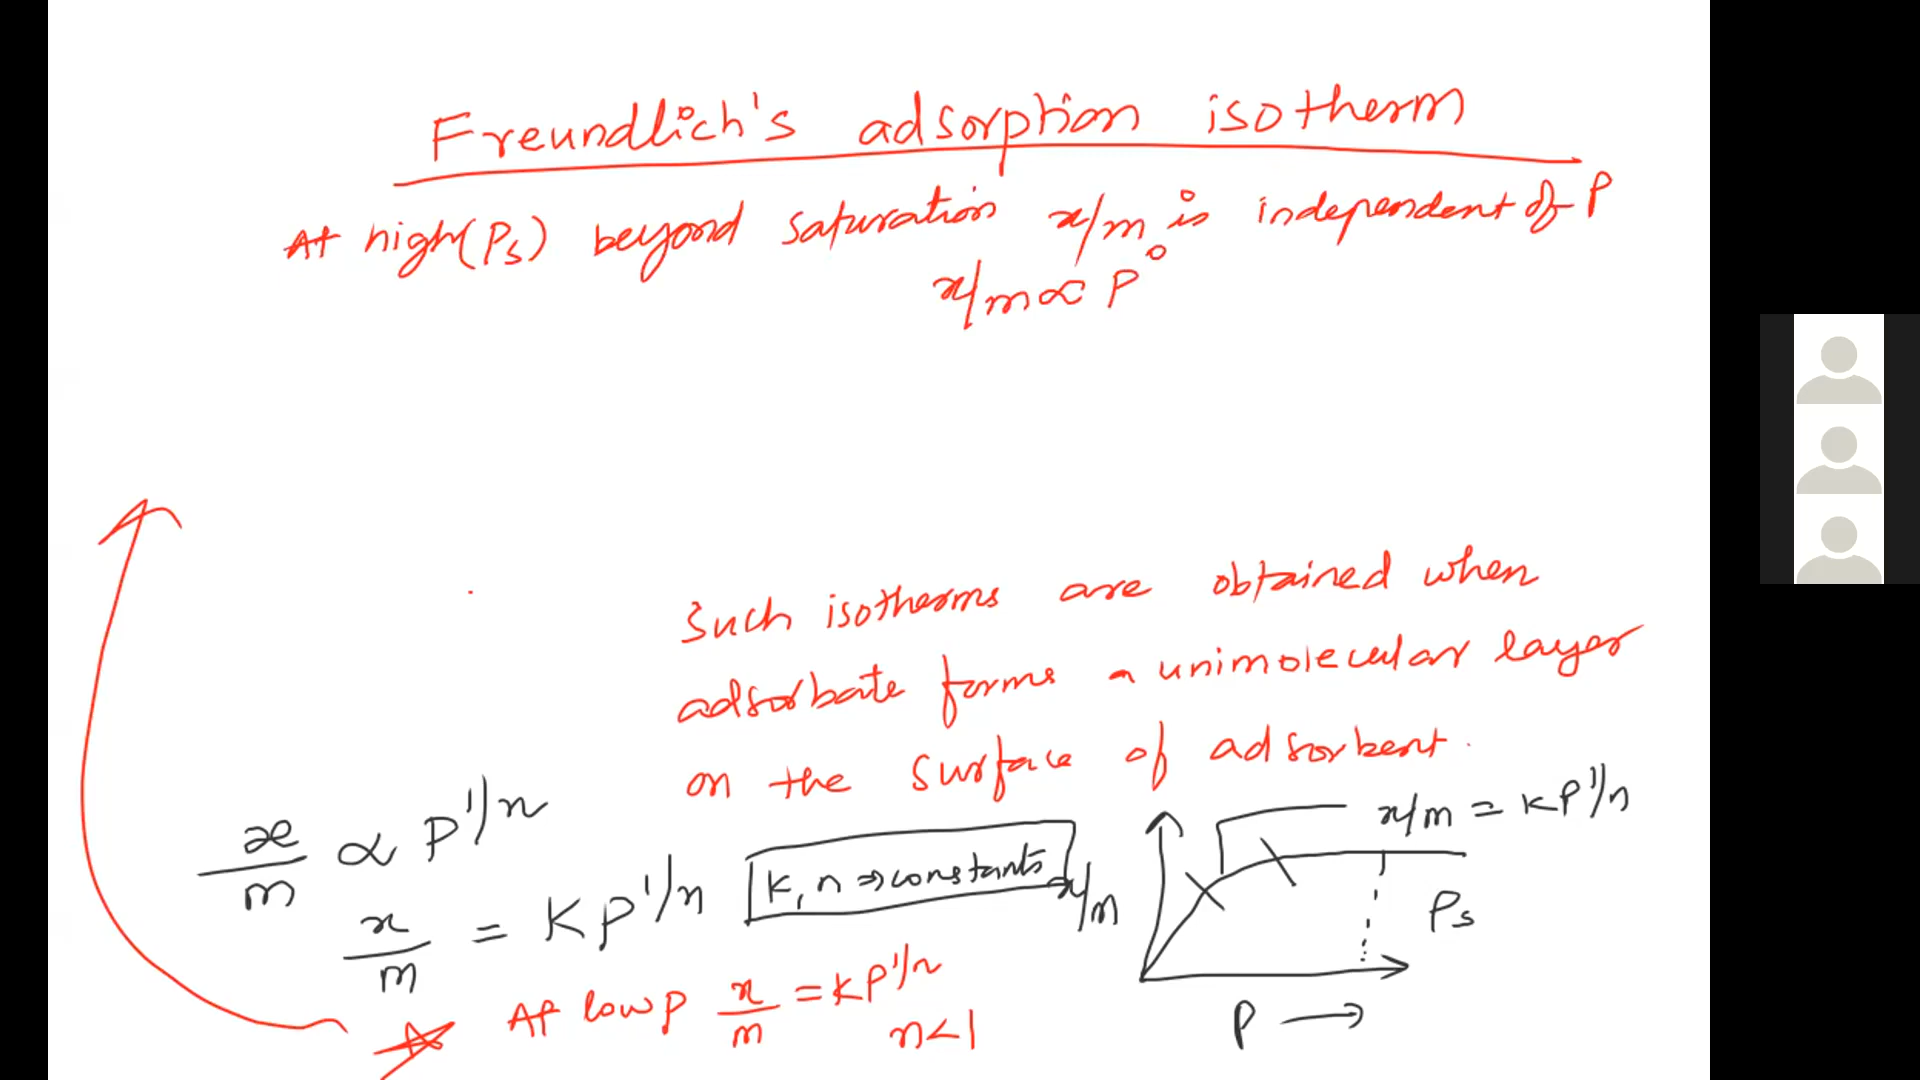 Freundlich's adsorption isotherm
At high (Ps) beyond saturation x/m is independent of P
x/m ∝ P⁰
Such isotherms are obtained when
adsorbate forms a unimolecular layer
on the surface of adsorbent.
x/m ∝ P^1/n
x/m = KP^1/n
K, n ⇒ constants
At low P x/m = KP^1/n
n<1
x/m = KP^1/n
x/m
Ps
P →